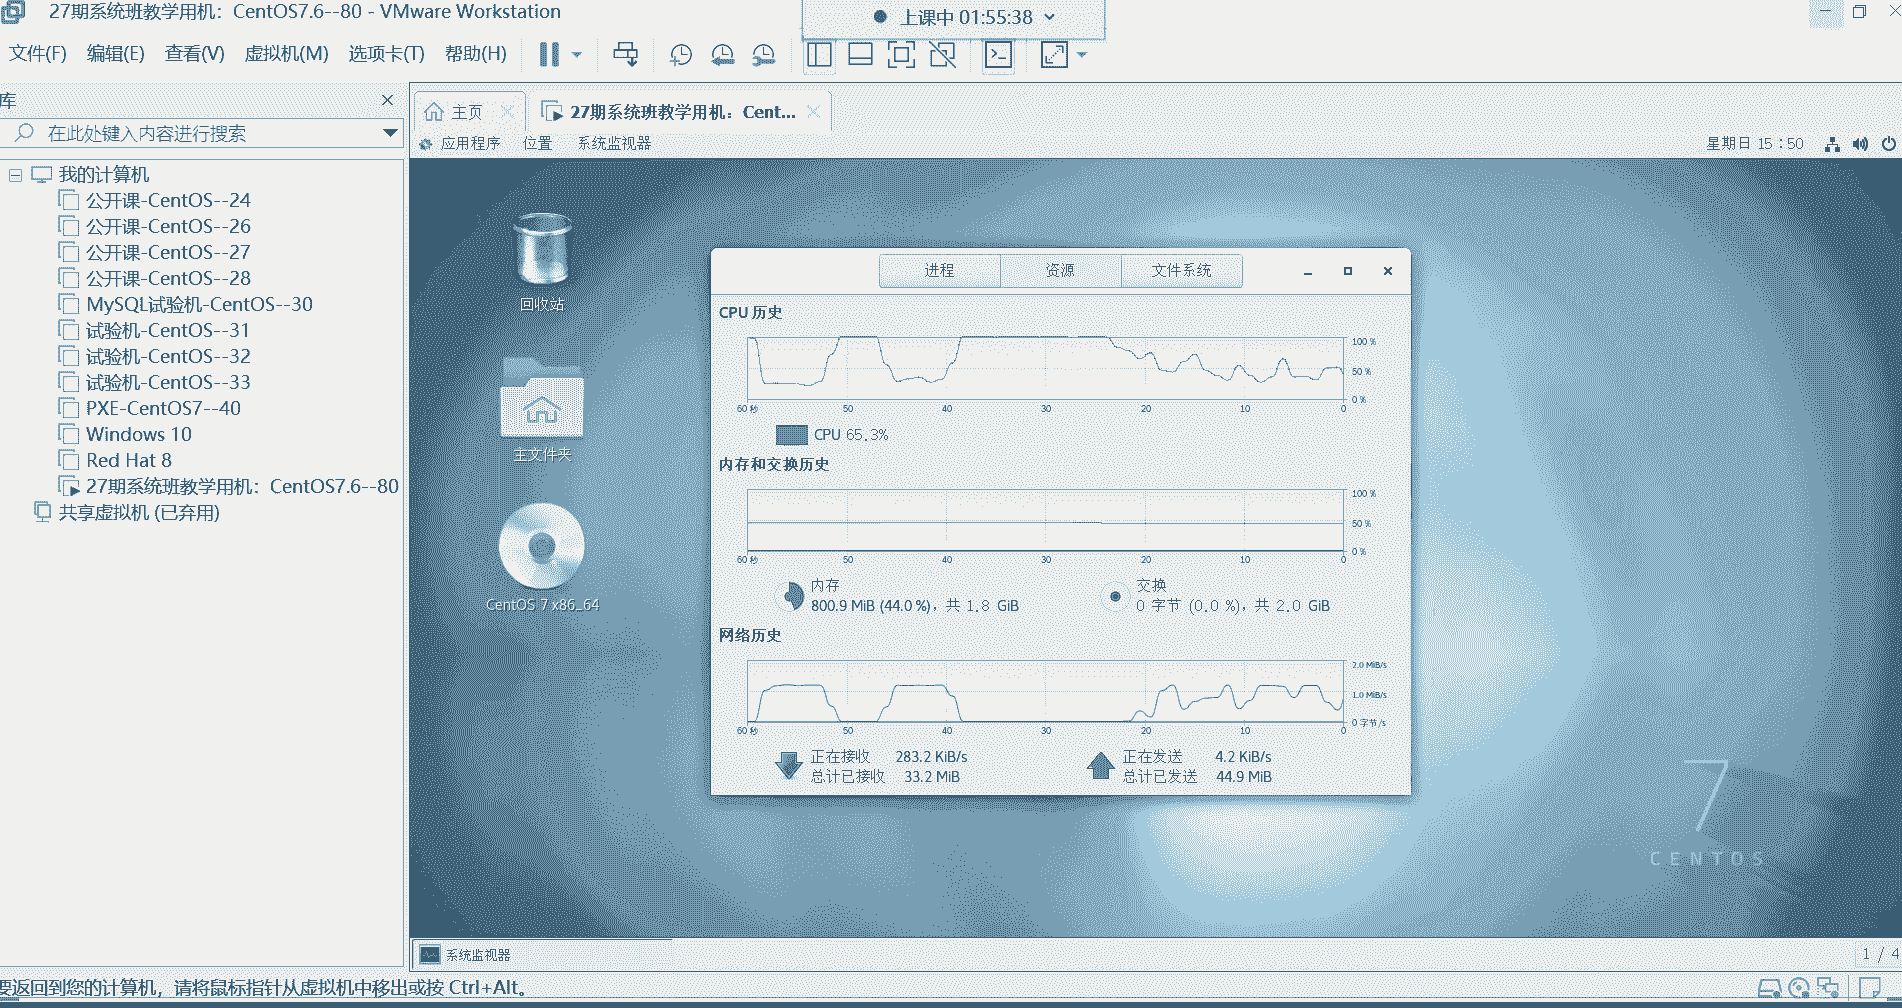 27期系统班教学用机：CentOS7.6--80 - VMware Workstation
上课中 01:55:38
文件(F) 编辑(E) 查看(V) 虚拟机(M) 选项卡(T) 帮助(H)
库
在此处键入内容进行搜索
我的计算机
公开课-CentOS--24
公开课-CentOS--26
公开课-CentOS--27
公开课-CentOS--28
MySQL试验机-CentOS--30
试验机-CentOS--31
试验机-CentOS--32
试验机-CentOS--33
PXE-CentOS7--40
Windows 10
Red Hat 8
27期系统班教学用机：CentOS7.6--80
共享虚拟机 (已弃用)
主页
27期系统班教学用机：Cent...
应用程序 位置 系统监视器
星期日 15：50
回收站
主文件夹
CentOS 7 x86_64
进程 资源 文件系统
CPU 历史
100 %
50 %
0 %
60 秒 50 40 30 20 10 0
CPU 65.3%
内存和交换历史
100 %
50 %
0 %
60 秒 50 40 30 20 10 0
内存
800.9 MiB (44.0 %)，共 1.8 GiB
交换
0 字节 (0.0 %)，共 2.0 GiB
网络历史
2.0 MiB/s
1.0 MiB/s
0 字节/s
60 秒 50 40 30 20 10 0
正在接收 283.2 KiB/s
总计已接收 33.2 MiB
正在发送 4.2 KiB/s
总计已发送 44.9 MiB
7
CENTOS
系统监视器
1 / 4
要返回到您的计算机，请将鼠标指针从虚拟机中移出或按 Ctrl+Alt。